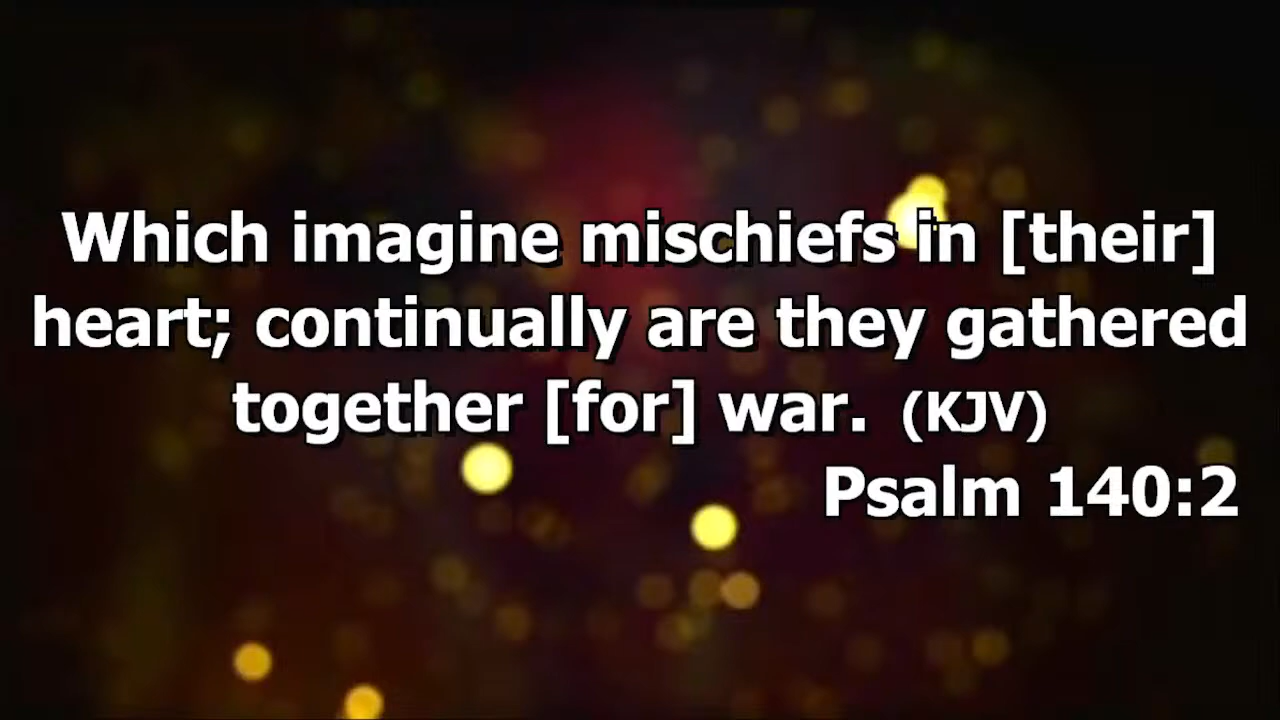 Which imagine mischiefs in [their]
heart; continually are they gathered
together [for] war. (KJV)
Psalm 140:2